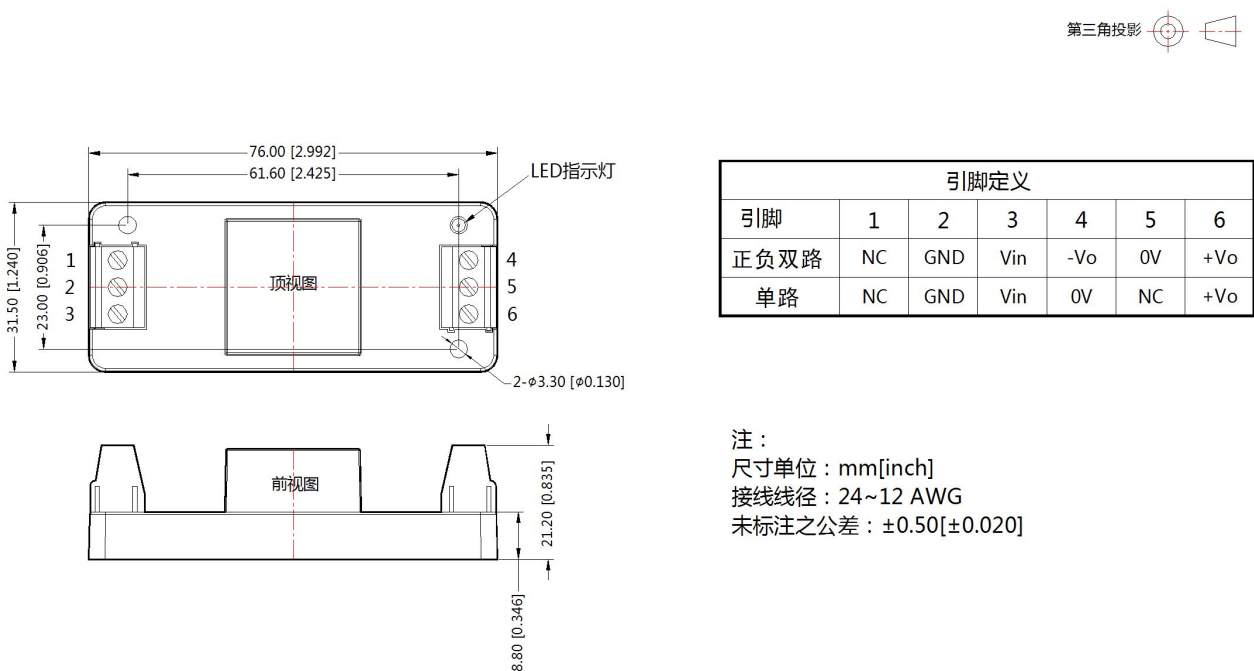 第三角投影
76.00 [2.992]
61.60 [2.425]
LED指示灯
31.50 [1.240]
23.00 [0.906]
1
2
3
顶视图
4
5
6
2-φ3.30 [φ0.130]
前视图
21.20 [0.835]
8.80 [0.346]
引脚定义
引脚 1 2 3 4 5 6
正负双路 NC GND Vin -Vo 0V +Vo
单路 NC GND Vin 0V NC +Vo
注：
尺寸单位：mm[inch]
接线线径：24~12 AWG
未标注之公差：±0.50[±0.020]